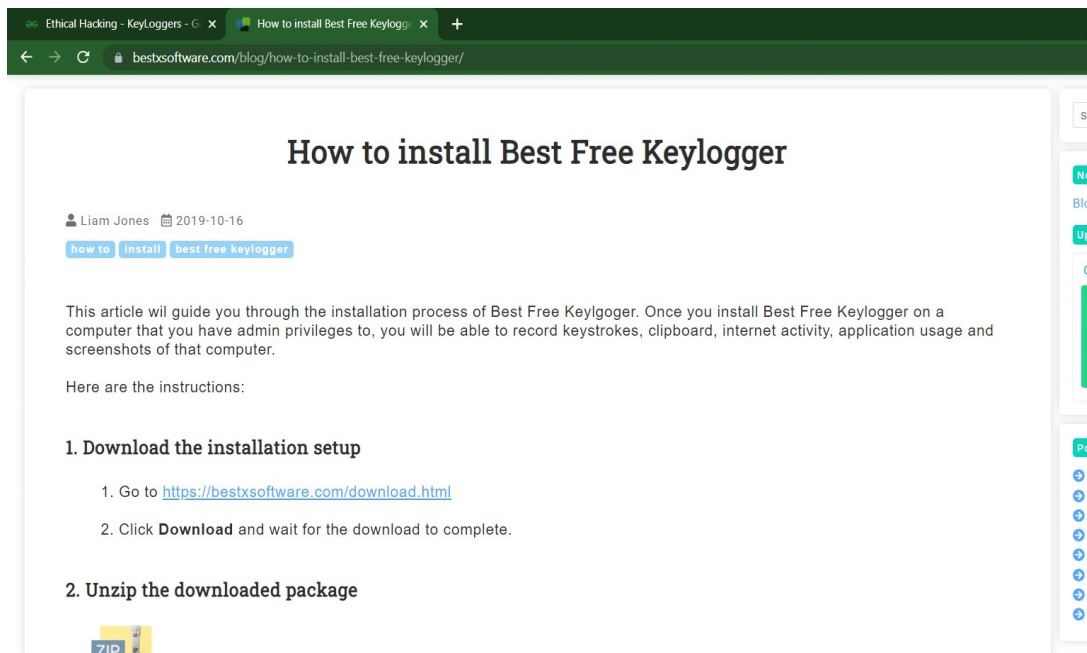 Ethical Hacking - KeyLoggers - G
How to install Best Free Keylogge
bestxsoftware.com/blog/how-to-install-best-free-keylogger/
How to install Best Free Keylogger
Liam Jones 2019-10-16
how to install best free keylogger
This article wil guide you through the installation process of Best Free Keylgoger. Once you install Best Free Keylogger on a
computer that you have admin privileges to, you will be able to record keystrokes, clipboard, internet activity, application usage and
screenshots of that computer.
Here are the instructions:
1. Download the installation setup
1. Go to https://bestxsoftware.com/download.html
2. Click Download and wait for the download to complete.
2. Unzip the downloaded package
ZIP